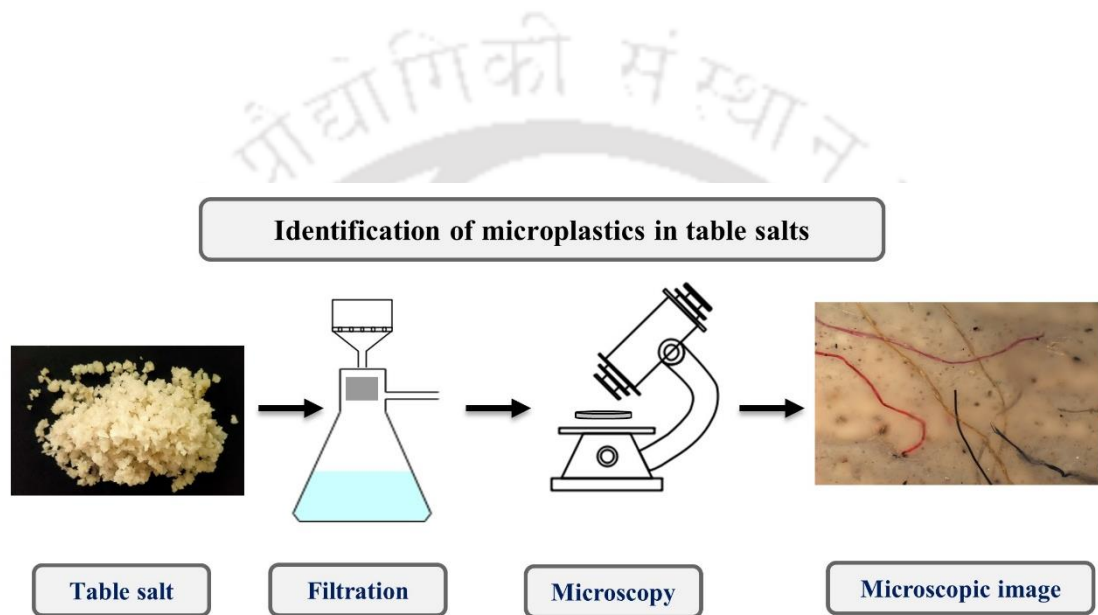 प्रौद्योगिकी संस्थान
Identification of microplastics in table salts
Table salt
Filtration
Microscopy
Microscopic image